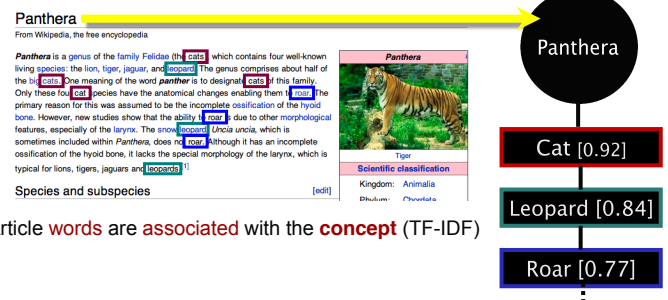 Panthera
From Wikipedia, the free encyclopedia
Panthera is a genus of the family Felidae (the cats), which contains four well-known
living species: the lion, tiger, jaguar, and leopard. The genus comprises about half of
the big cats. One meaning of the word panther is to designate cats of this family.
Only these four cat species have the anatomical changes enabling them to roar. The
primary reason for this was assumed to be the incomplete ossification of the hyoid
bone. However, new studies show that the ability to roar is due to other morphological
features, especially of the larynx. The snow leopard, Uncia uncia, which is
sometimes included within Panthera, does not roar. Although it has an incomplete
ossification of the hyoid bone, it lacks the special morphology of the larynx, which is
typical for lions, tigers, jaguars and leopards.[1]
Species and subspecies [edit]
Panthera
Tiger
Scientific classification
Kingdom: Animalia
Phylum: Chordata
rticle words are associated with the concept (TF-IDF)
Panthera
Cat [0.92]
Leopard [0.84]
Roar [0.77]